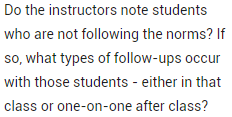 Do the instructors note students
who are not following the norms? If
so, what types of follow-ups occur
with those students - either in that
class or one-on-one after class?